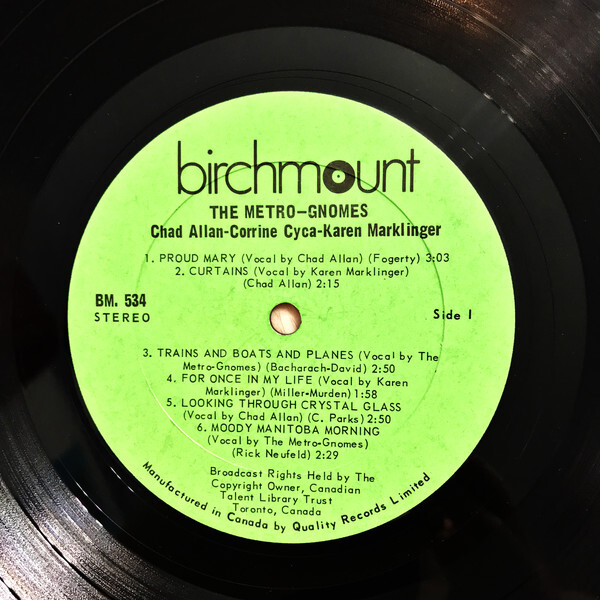 birchmount
THE METRO-GNOMES
Chad Allan-Corrine Cyca-Karen Marklinger
1. PROUD MARY (Vocal by Chad Allan) (Fogerty) 3:03
2. CURTAINS (Vocal by Karen Marklinger)
(Chad Allan) 2:15
BM. 534
STEREO
Side I
3. TRAINS AND BOATS AND PLANES (Vocal by The
Metro-Gnomes) (Bacharach-David) 2:50
4. FOR ONCE IN MY LIFE (Vocal by Karen
Marklinger) (Miller-Murden) 1:58
5. LOOKING THROUGH CRYSTAL GLASS
(Vocal by Chad Allan) (C. Parks) 2:50
6. MOODY MANITOBA MORNING
(Vocal by The Metro-Gnomes)
(Rick Neufeld) 2:29
Broadcast Rights Held by The
Copyright Owner, Canadian
Talent Library Trust
Toronto, Canada
Manufactured in Canada by Quality Records Limited